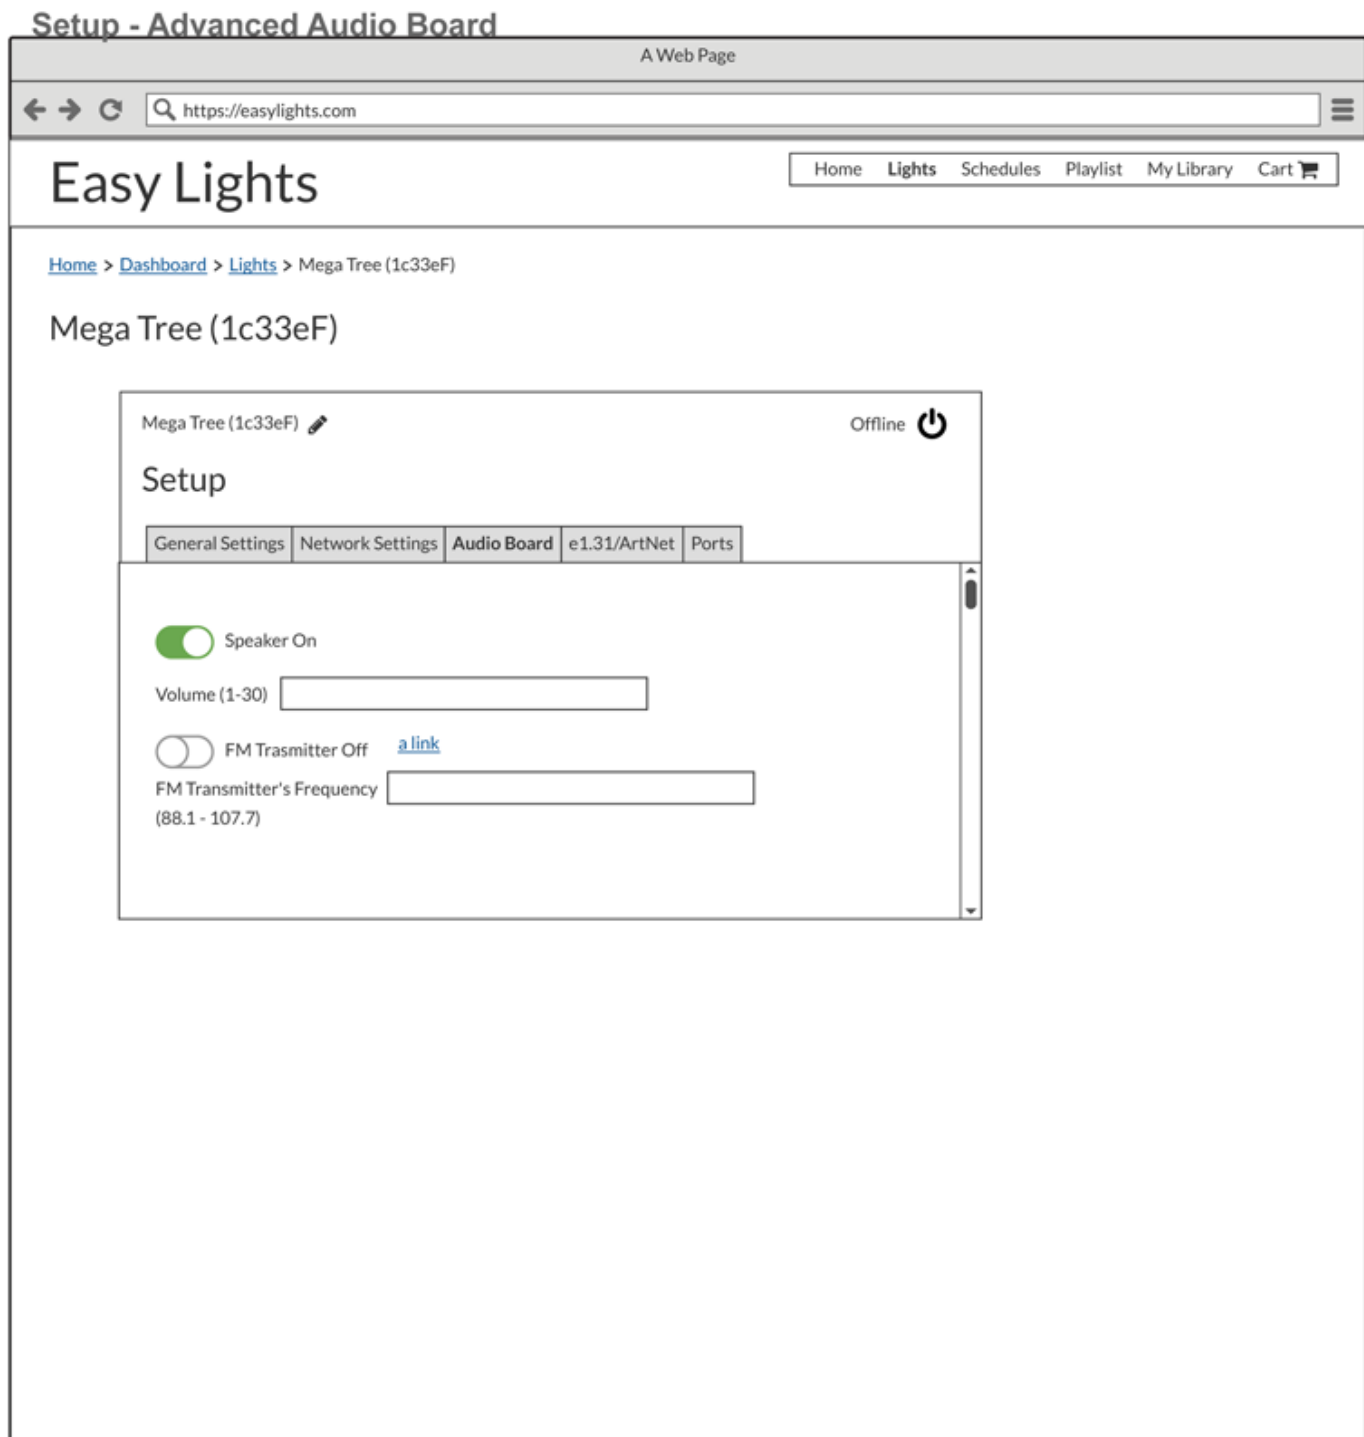 Setup - Advanced Audio Board
A Web Page
https://easylights.com
Easy Lights
Home Lights Schedules Playlist My Library Cart
Home > Dashboard > Lights > Mega Tree (1c33eF)
Mega Tree (1c33eF)
Mega Tree (1c33eF) Offline
Setup
General Settings Network Settings Audio Board e1.31/ArtNet Ports
Speaker On
Volume (1-30)
FM Trasmitter Off a link
FM Transmitter's Frequency
(88.1 - 107.7)